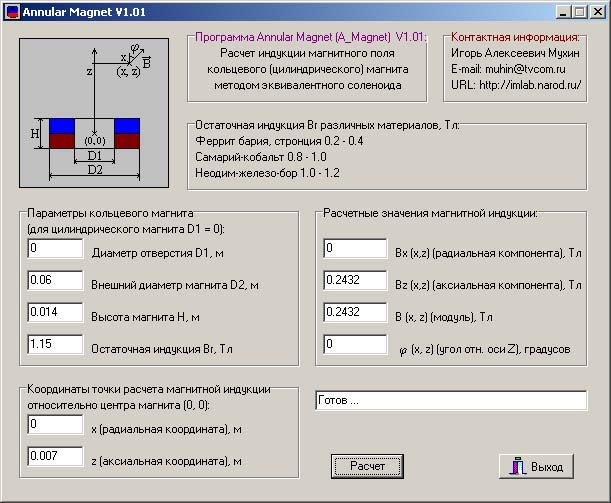 Annular Magnet V1.01
x
φ
B
z
(x, z)
H
(0,0)
D1
D2
Программа Annular Magnet (A_Magnet) V1.01:
Расчет индукции магнитного поля
кольцевого (цилиндрического) магнита
методом эквивалентного соленоида
Контактная информация:
Игорь Алексеевич Мухин
E-mail: muhin@tvcom.ru
URL: http://imlab.narod.ru/
Остаточная индукция Br различных материалов, Тл:
Феррит бария, стронция 0.2 - 0.4
Самарий-кобальт 0.8 - 1.0
Неодим-железо-бор 1.0 - 1.2
Параметры кольцевого магнита
(для цилиндрического магнита D1 = 0):
0 Диаметр отверстия D1, м
0.06 Внешний диаметр магнита D2, м
0.014 Высота магнита H, м
1.15 Остаточная индукция Br, Тл
Расчетные значения магнитной индукции:
0 Bx (x,z) (радиальная компонента), Тл
0.2432 Bz (x,z) (аксиальная компонента), Тл
0.2432 B (x, z) (модуль), Тл
0 φ (x, z) (угол отн. оси Z), градусов
Координаты точки расчета магнитной индукции
относительно центра магнита (0, 0):
0 x (радиальная координата), м
0.007 z (аксиальная координата), м
Готов ...
Расчет
Выход